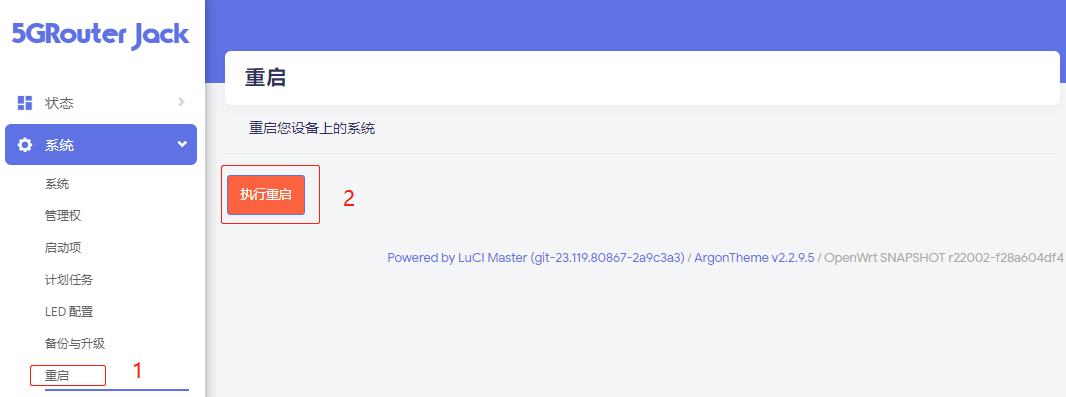 5GRouter Jack
状态
系统
系统
管理权
启动项
计划任务
LED 配置
备份与升级
重启
1
重启
重启您设备上的系统
执行重启
2
Powered by LuCI Master (git-23.119.80867-2a9c3a3) / ArgonTheme v2.2.9.5 / OpenWrt SNAPSHOT r22002-f28a604df4